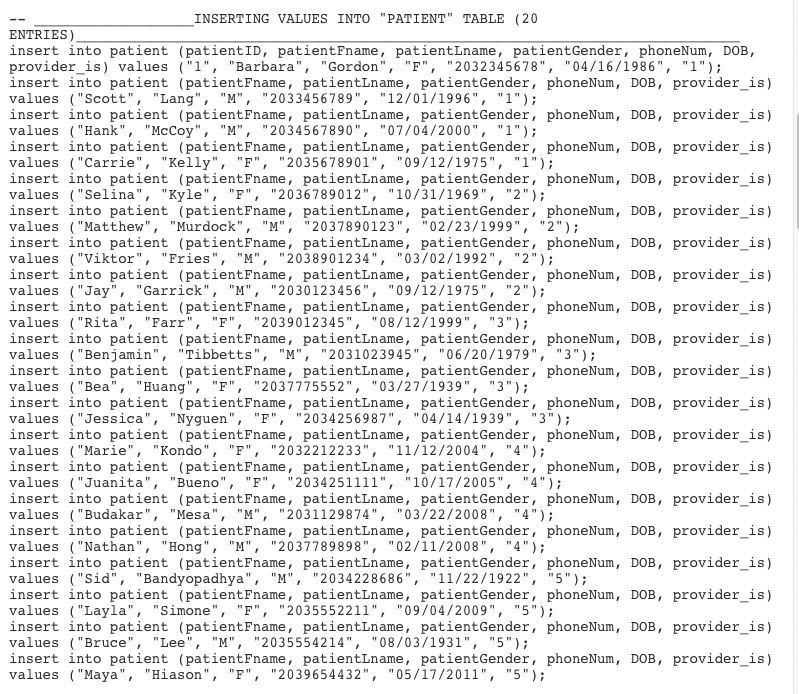 -- ___________________INSERTING VALUES INTO "PATIENT" TABLE (20
ENTRIES)__________________________________________________________________________
insert into patient (patientID, patientFname, patientLname, patientGender, phoneNum, DOB,
provider_is) values ("1", "Barbara", "Gordon", "F", "2032345678", "04/16/1986", "1");
insert into patient (patientFname, patientLname, patientGender, phoneNum, DOB, provider_is)
values ("Scott", "Lang", "M", "2033456789", "12/01/1996", "1");
insert into patient (patientFname, patientLname, patientGender, phoneNum, DOB, provider_is)
values ("Hank", "McCoy", "M", "2034567890", "07/04/2000", "1");
insert into patient (patientFname, patientLname, patientGender, phoneNum, DOB, provider_is)
values ("Carrie", "Kelly", "F", "2035678901", "09/12/1975", "1");
insert into patient (patientFname, patientLname, patientGender, phoneNum, DOB, provider_is)
values ("Selina", "Kyle", "F", "2036789012", "10/31/1969", "2");
insert into patient (patientFname, patientLname, patientGender, phoneNum, DOB, provider_is)
values ("Matthew", "Murdock", "M", "2037890123", "02/23/1999", "2");
insert into patient (patientFname, patientLname, patientGender, phoneNum, DOB, provider_is)
values ("Viktor", "Fries", "M", "2038901234", "03/02/1992", "2");
insert into patient (patientFname, patientLname, patientGender, phoneNum, DOB, provider_is)
values ("Jay", "Garrick", "M", "2030123456", "09/12/1975", "2");
insert into patient (patientFname, patientLname, patientGender, phoneNum, DOB, provider_is)
values ("Rita", "Farr", "F", "2039012345", "08/12/1999", "3");
insert into patient (patientFname, patientLname, patientGender, phoneNum, DOB, provider_is)
values ("Benjamin", "Tibbetts", "M", "2031023945", "06/20/1979", "3");
insert into patient (patientFname, patientLname, patientGender, phoneNum, DOB, provider_is)
values ("Bea", "Huang", "F", "2037775552", "03/27/1939", "3");
insert into patient (patientFname, patientLname, patientGender, phoneNum, DOB, provider_is)
values ("Jessica", "Nyguen", "F", "2034256987", "04/14/1939", "3");
insert into patient (patientFname, patientLname, patientGender, phoneNum, DOB, provider_is)
values ("Marie", "Kondo", "F", "2032212233", "11/12/2004", "4");
insert into patient (patientFname, patientLname, patientGender, phoneNum, DOB, provider_is)
values ("Juanita", "Bueno", "F", "2034251111", "10/17/2005", "4");
insert into patient (patientFname, patientLname, patientGender, phoneNum, DOB, provider_is)
values ("Budakar", "Mesa", "M", "2031129874", "03/22/2008", "4");
insert into patient (patientFname, patientLname, patientGender, phoneNum, DOB, provider_is)
values ("Nathan", "Hong", "M", "2037789898", "02/11/2008", "4");
insert into patient (patientFname, patientLname, patientGender, phoneNum, DOB, provider_is)
values ("Sid", "Bandyopadhya", "M", "2034228686", "11/22/1922", "5");
insert into patient (patientFname, patientLname, patientGender, phoneNum, DOB, provider_is)
values ("Layla", "Simone", "F", "2035552211", "09/04/2009", "5");
insert into patient (patientFname, patientLname, patientGender, phoneNum, DOB, provider_is)
values ("Bruce", "Lee", "M", "2035554214", "08/03/1931", "5");
insert into patient (patientFname, patientLname, patientGender, phoneNum, DOB, provider_is)
values ("Maya", "Hiason", "F", "2039654432", "05/17/2011", "5");